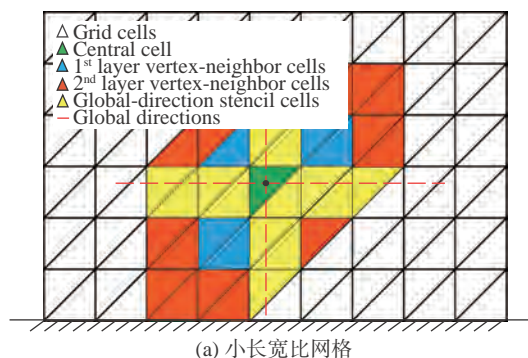 Grid cells
Central cell
1st layer vertex-neighbor cells
2nd layer vertex-neighbor cells
Global-direction stencil cells
Global directions
(a) 小长宽比网格